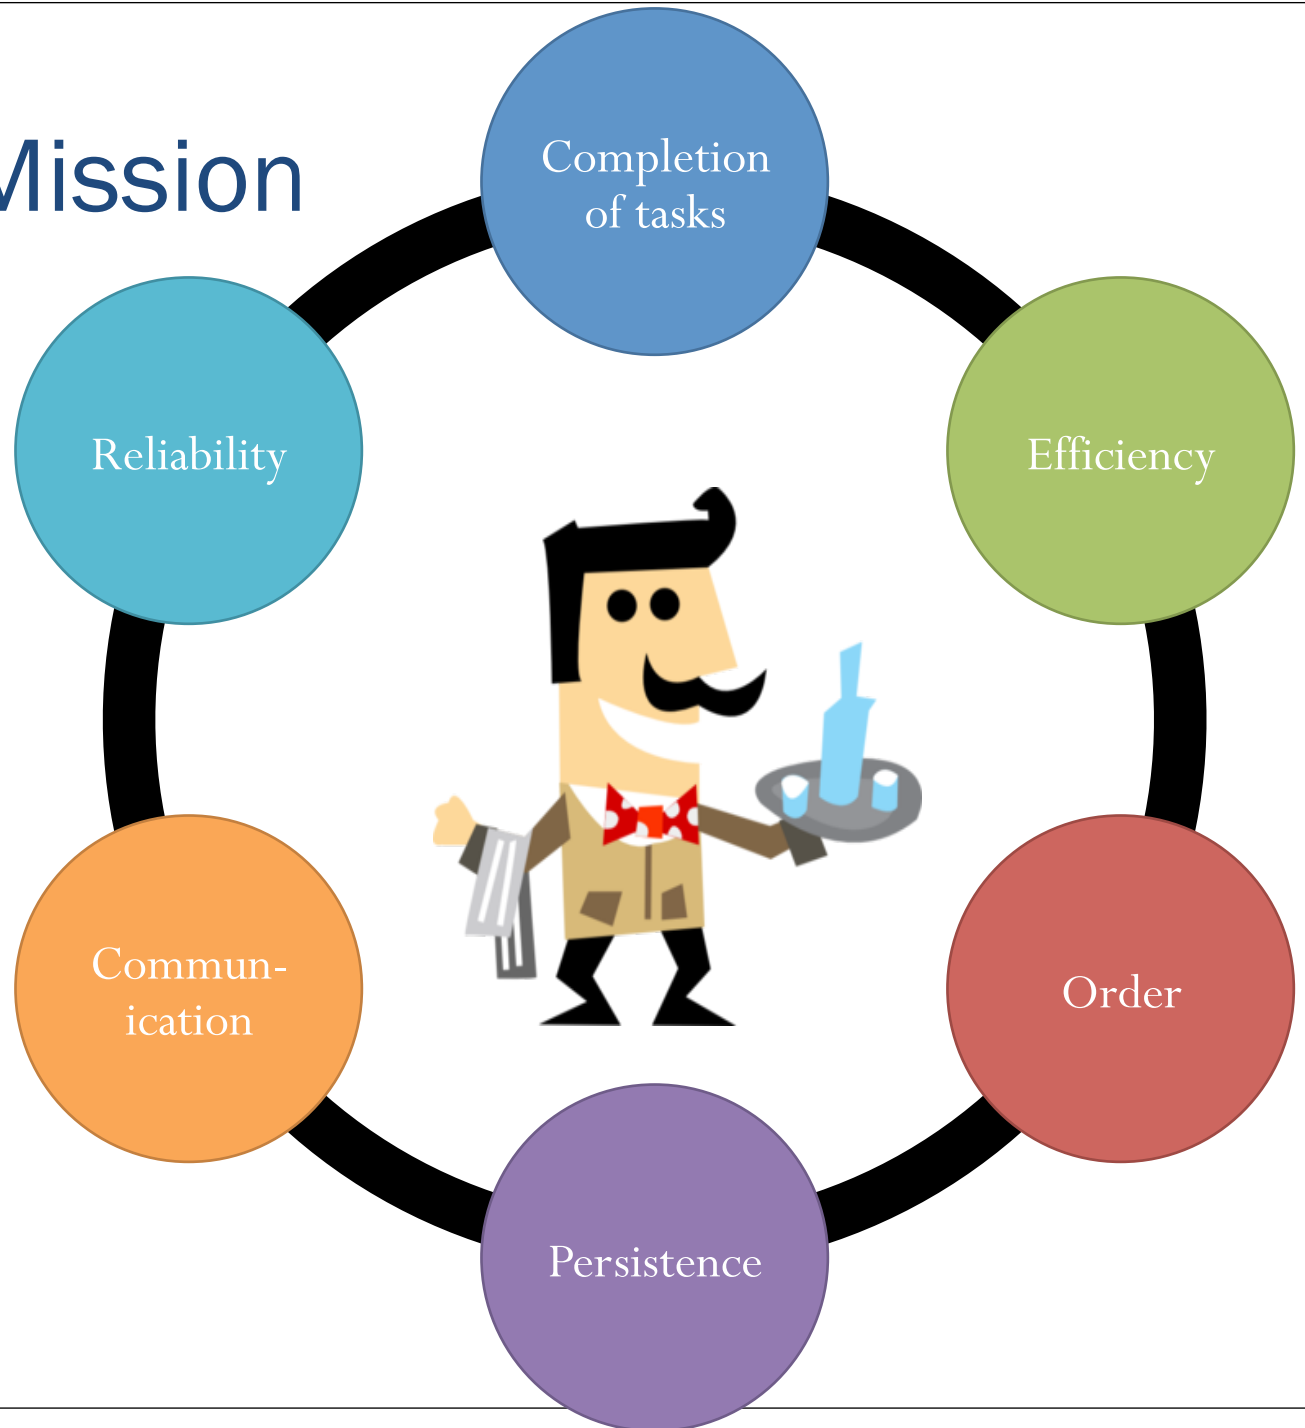 Mission
Completion
of tasks
Efficiency
Order
Persistence
Commun-
ication
Reliability